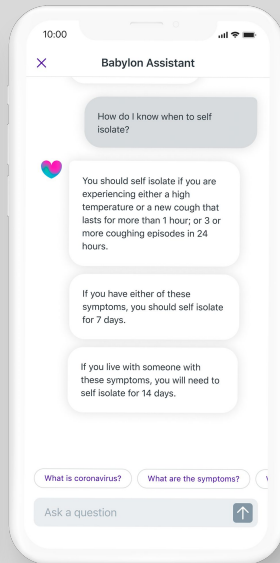 10:00
Babylon Assistant
How do I know when to self
isolate?
You should self isolate if you are
experiencing either a high
temperature or a new cough that
lasts for more than 1 hour; or 3 or
more coughing episodes in 24
hours.
If you have either of these
symptoms, you should self isolate
for 7 days.
If you live with someone with
these symptoms, you will need to
self isolate for 14 days.
What is coronavirus?
What are the symptoms?
Ask a question